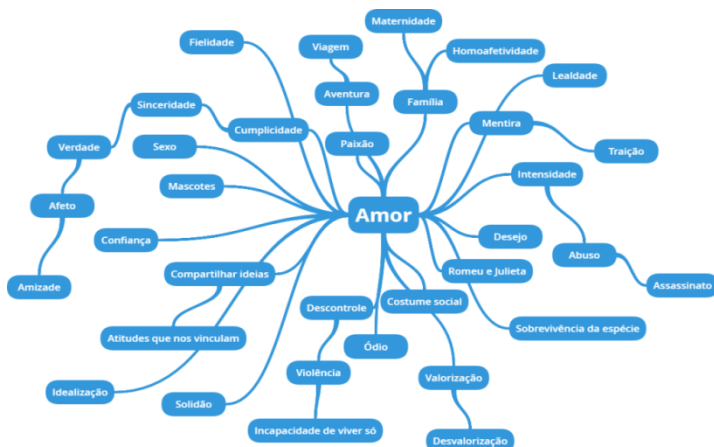 Maternidade
Fielidade
Viagem
Homoafetividade
Lealdade
Aventura
Família
Sinceridade
Cumplicidade
Mentira
Verdade
Sexo
Paixão
Traição
Intensidade
Mascotes
Afeto
Amor
Confiança
Desejo
Abuso
Compartilhar ideias
Romeu e Julieta
Amizade
Assassinato
Descontrole
Costume social
Sobrevivência da espécie
Atitudes que nos vinculam
Ódio
Violência
Valorização
Idealização
Solidão
Incapacidade de viver só
Desvalorização